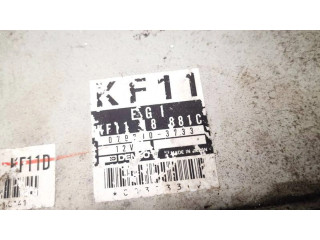 KF11
EGI
KF11 18 881C
079700-3733
12V
DENSO MADE IN JAPAN
KF11D